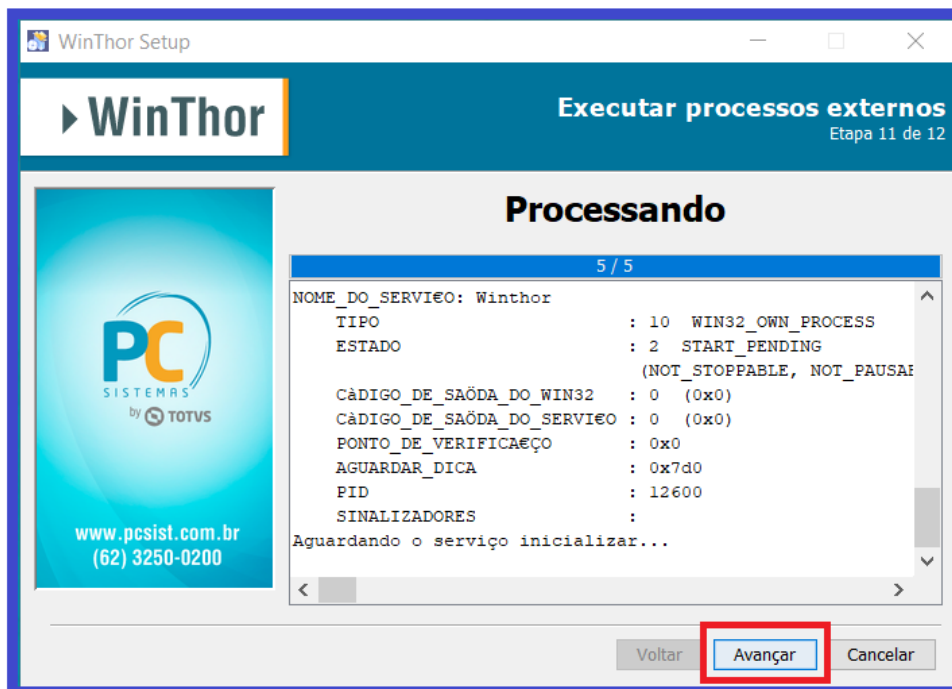 WinThor Setup
WinThor
Executar processos externos
Etapa 11 de 12
PC
SISTEMAS
by TOTVS
www.pcsist.com.br
(62) 3250-0200
Processando
5 / 5
NOME_DO_SERVI€O: Winthor
TIPO : 10 WIN32_OWN_PROCESS
ESTADO : 2 START_PENDING
(NOT_STOPPABLE, NOT_PAUSAB
CàDIGO_DE_SAÖDA_DO_WIN32 : 0 (0x0)
CàDIGO_DE_SAÖDA_DO_SERVI€O : 0 (0x0)
PONTO_DE_VERIFICA€ÇO : 0x0
AGUARDAR_DICA : 0x7d0
PID : 12600
SINALIZADORES :
Aguardando o serviço inicializar...
Voltar
Avançar
Cancelar